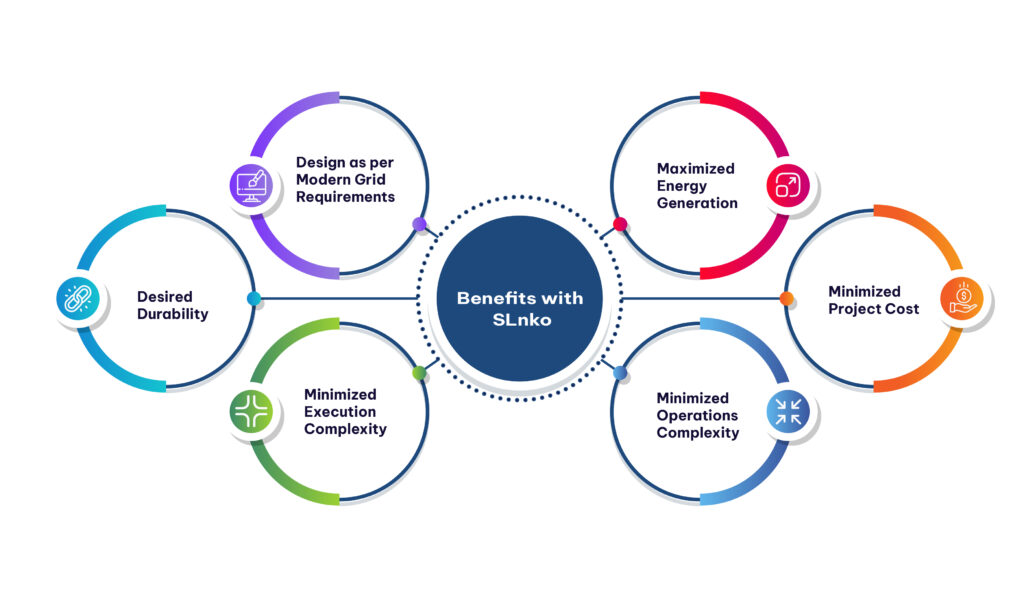 Design as per
Modern Grid
Requirements
Maximized
Energy
Generation
Desired
Durability
Benefits with
SLnko
Minimized
Project Cost
Minimized
Execution
Complexity
Minimized
Operations
Complexity
$